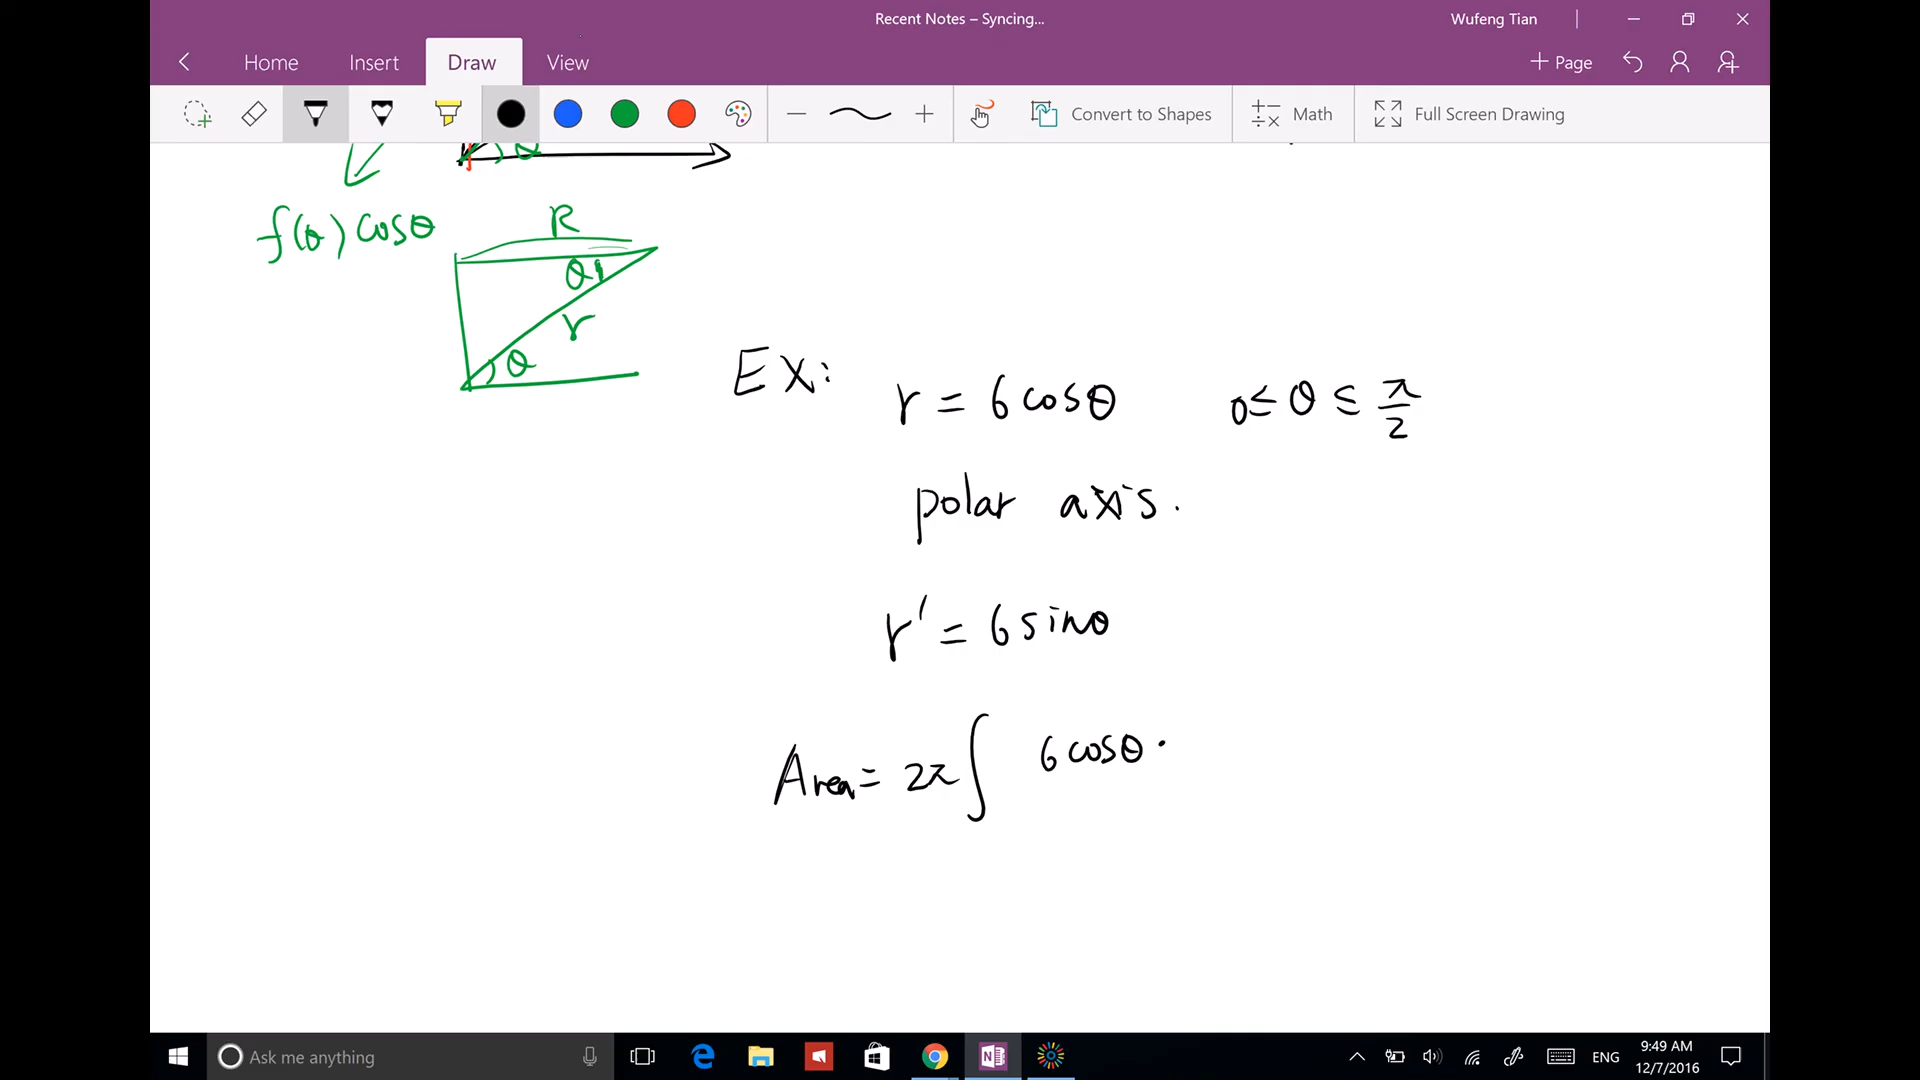 Recent Notes – Syncing...
Wufeng Tian
Home
Insert
Draw
View
Page
Convert to Shapes
Math
Full Screen Drawing
θ
f(θ) cosθ
R
θ
r
θ
EX:
r = 6 cosθ 0 ≤ θ ≤ π/2
polar axis.
r' = 6 sinθ
Area = 2π ∫ 6 cosθ ·
Ask me anything
N
ENG
9:49 AM
12/7/2016